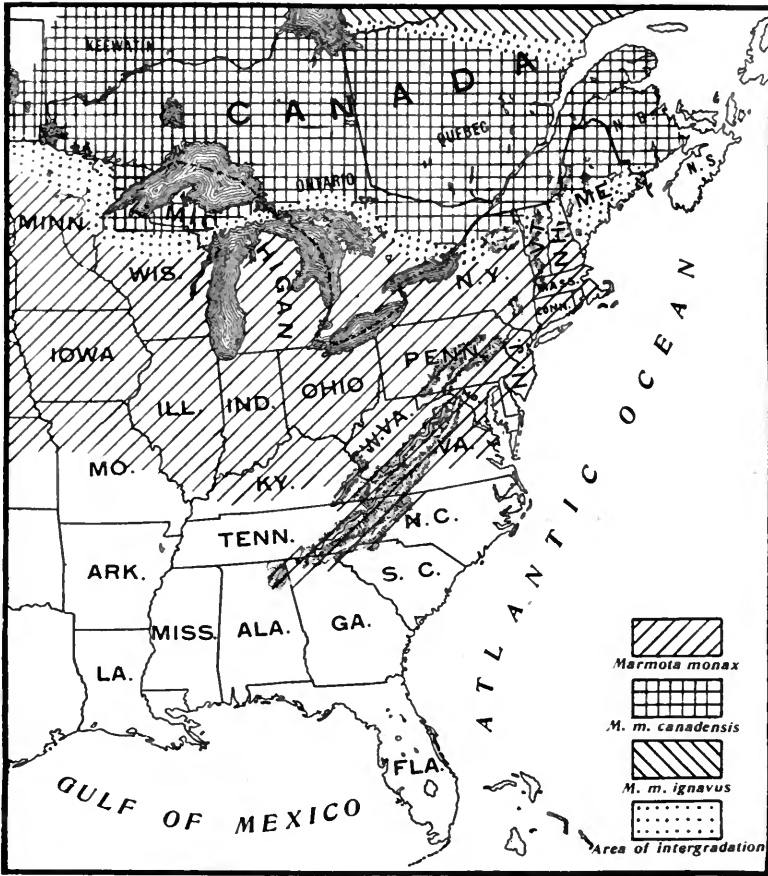 KEEWATIN
CANADA
QUEBEC
N. B.
ONTARIO
N. S.
ME.
MINN.
MICHIGAN
VT.
N.H.
WIS.
N.Y.
MASS.
CONN.
IOWA
PENN.
N.J.
ILL.
IND.
OHIO
W.VA.
VA.
MO.
KY.
TENN.
N.C.
ARK.
S. C.
MISS.
ALA.
GA.
LA.
FLA.
ATLANTIC OCEAN
GULF OF MEXICO
Marmota monax
M. m. canadensis
M. m. ignavus
Area of intergradation